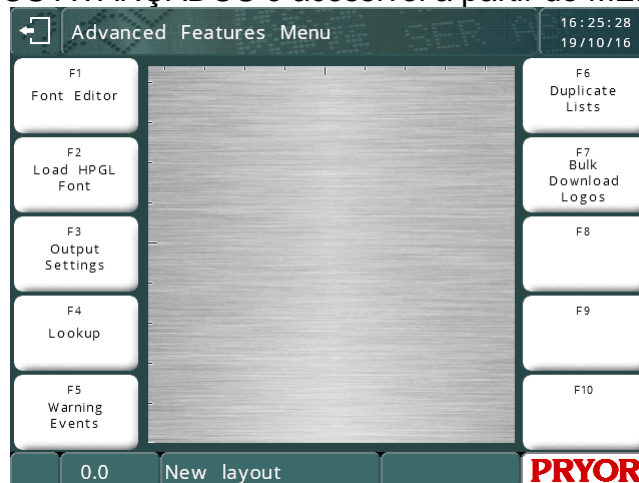 Advanced Features Menu
16:25:28
19/10/16
F1
Font Editor
F2
Load HPGL
Font
F3
Output
Settings
F4
Lookup
F5
Warning
Events
F6
Duplicate
Lists
F7
Bulk
Download
Logos
F8
F9
F10
0.0
New layout
PRYOR